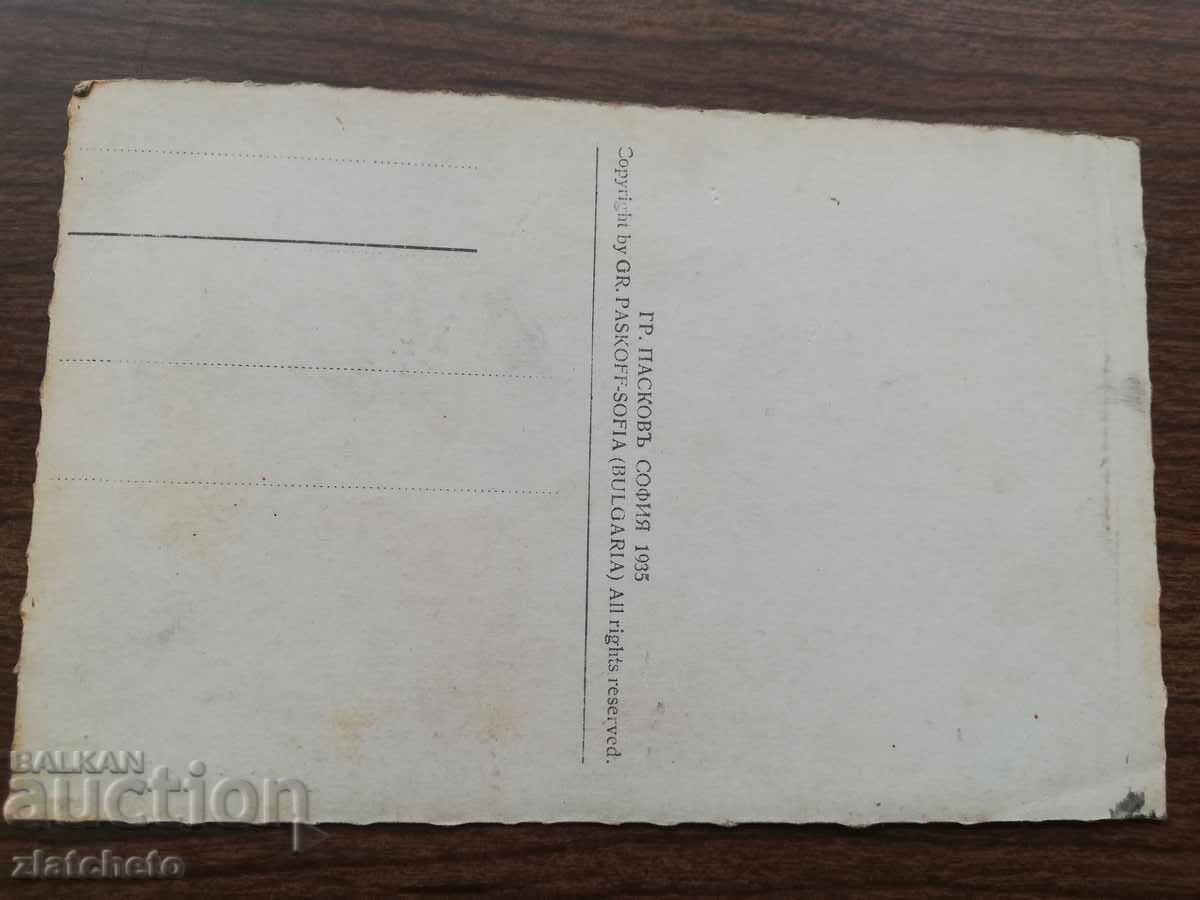 ГР. ПАСКОВЪ СОФИЯ 1935
Copyright by GR. PASKOFF-SOFIA (BULGARIA) All rights reserved.
BALKAN
auction
zlatcheto